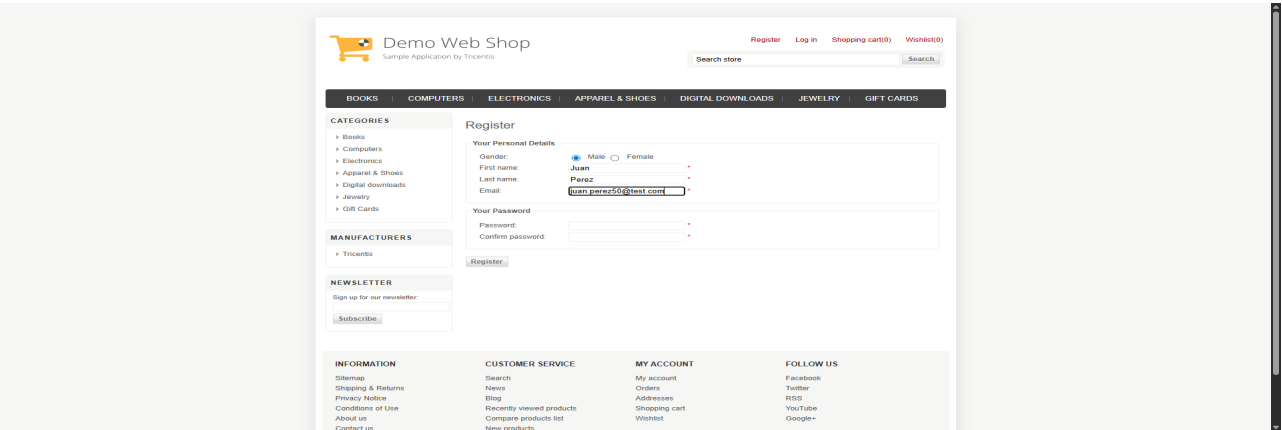 Demo Web Shop
Sample Application by Tricentis
Register Log in Shopping cart(0) Wishlist(0)
Search store Search
BOOKS COMPUTERS ELECTRONICS APPAREL & SHOES DIGITAL DOWNLOADS JEWELRY GIFT CARDS
CATEGORIES
Books
Computers
Electronics
Apparel & Shoes
Digital downloads
Jewelry
Gift Cards
MANUFACTURERS
Tricentis
NEWSLETTER
Sign up for our newsletter:
Subscribe
Register
Your Personal Details
Gender: Male Female
First name: Juan *
Last name: Perez *
Email: juan.perez50@test.com *
Your Password
Password: *
Confirm password: *
Register
INFORMATION
Sitemap
Shipping & Returns
Privacy Notice
Conditions of Use
About us
Contact us
CUSTOMER SERVICE
Search
News
Blog
Recently viewed products
Compare products list
New products
MY ACCOUNT
My account
Orders
Addresses
Shopping cart
Wishlist
FOLLOW US
Facebook
Twitter
RSS
YouTube
Google+